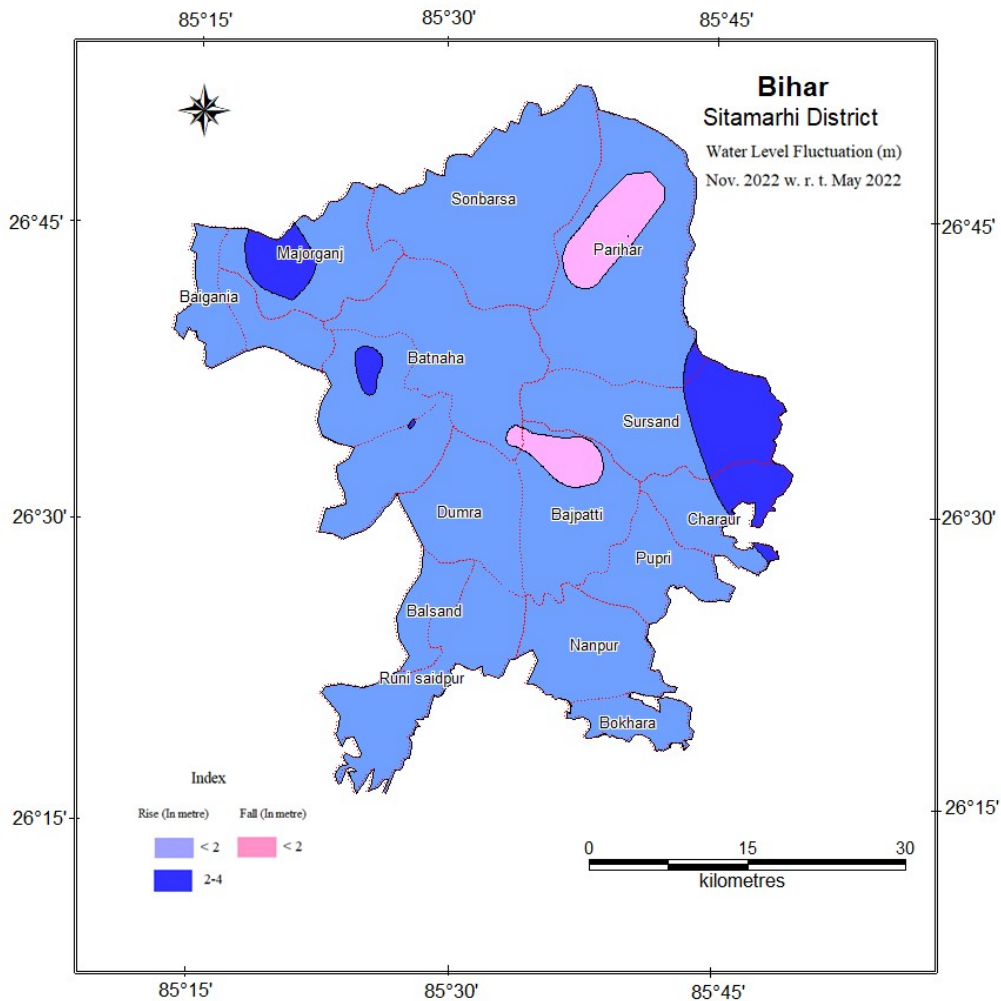 85°15' 85°30' 85°45'
Bihar
Sitamarhi District
Water Level Fluctuation (m)
Nov. 2022 w. r. t. May 2022
26°45' 26°45'
Sonbarsa
Parihar
Majorganj
Baigania
Batnaha
Sursand
26°30' 26°30'
Dumra
Bajpatti
Charaur
Pupri
Balsand
Nanpur
Runi saidpur
Bokhara
Index
Rise (In metre) Fall (In metre)
< 2 < 2
2-4
26°15' 26°15'
0 15 30
kilometres
85°15' 85°30' 85°45'